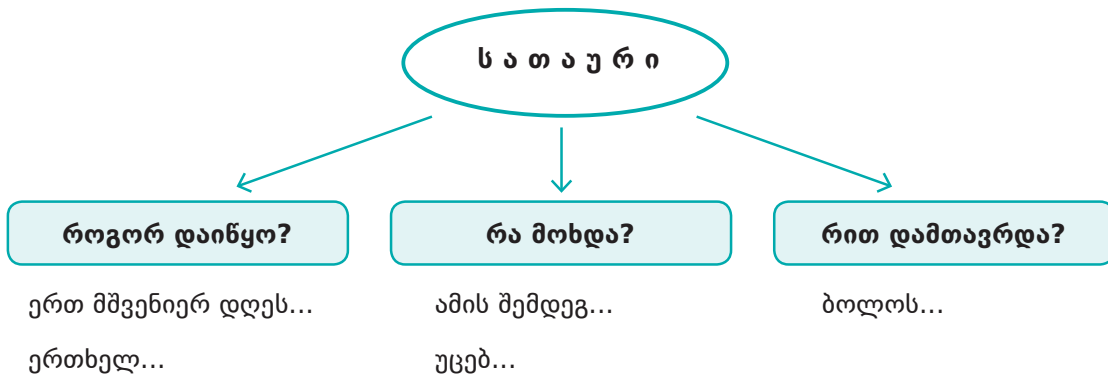 ს ა თ ა უ რ ი
როგორ დაიწყო?
ერთ მშვენიერ დღეს...
ერთხელ...
რა მოხდა?
ამის შემდეგ...
უცებ...
რით დამთავრდა?
ბოლოს...